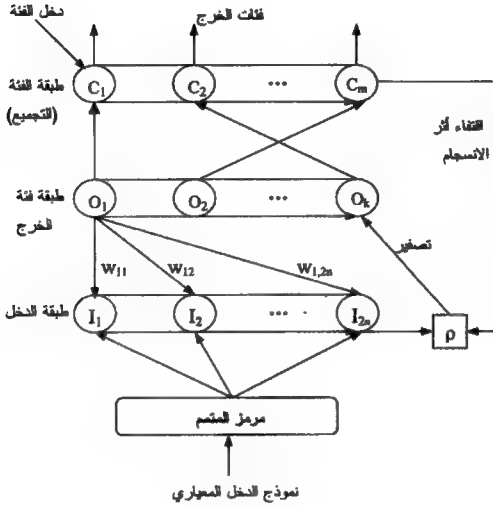 دخل الفئة
فئات الخرج
طبقة الفئة
(التجميع)
C₁
C₂
...
Cₘ
اقتفاء أثر
الانسجام
طبقة فئة
الخرج
O₁
O₂
...
Oₖ
تصفير
W₁₁
W₁₂
W₁,₂ₙ
طبقة الدخل
I₁
I₂
...
I₂ₙ
ρ
مرمز المتمم
نموذج الدخل المعياري